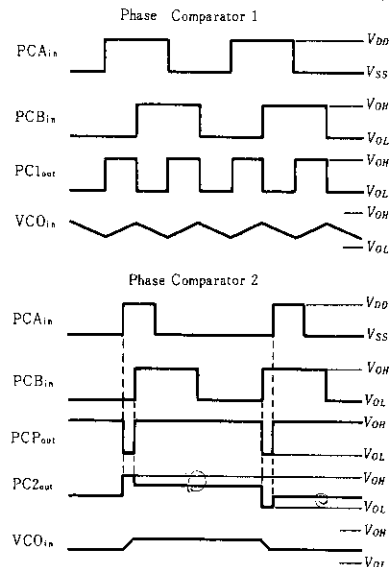 Phase Comparator 1
PCAin
VDD
VSS
PCBin
VOH
VOL
PC1out
VOH
VOL
VCOin
VOH
VOL
Phase Comparator 2
PCAin
VDD
VSS
PCBin
VOH
VOL
PCPout
VOH
VOL
PC2out
VOH
VOL
VCOin
VOH
VOL